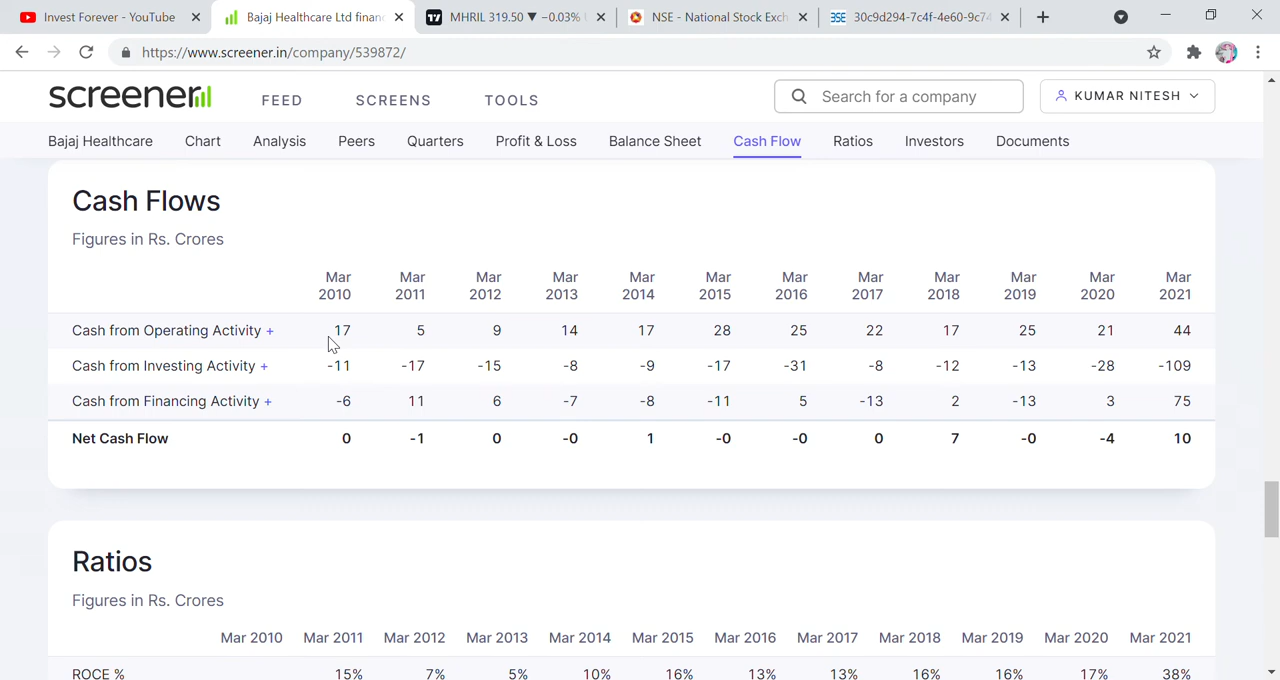 Invest Forever - YouTube
Bajaj Healthcare Ltd finan
MHRIL 319.50 ▼ −0.03%
NSE - National Stock Exch
30c9d294-7c4f-4e60-9c74
https://www.screener.in/company/539872/
screener
FEED SCREENS TOOLS
Search for a company
KUMAR NITESH
Bajaj Healthcare Chart Analysis Peers Quarters Profit & Loss Balance Sheet Cash Flow Ratios Investors Documents
Cash Flows
Figures in Rs. Crores
Mar 2010 Mar 2011 Mar 2012 Mar 2013 Mar 2014 Mar 2015 Mar 2016 Mar 2017 Mar 2018 Mar 2019 Mar 2020 Mar 2021
Cash from Operating Activity + 17 5 9 14 17 28 25 22 17 25 21 44
Cash from Investing Activity + -11 -17 -15 -8 -9 -17 -31 -8 -12 -13 -28 -109
Cash from Financing Activity + -6 11 6 -7 -8 -11 5 -13 2 -13 3 75
Net Cash Flow 0 -1 0 -0 1 -0 -0 0 7 -0 -4 10
Ratios
Figures in Rs. Crores
Mar 2010 Mar 2011 Mar 2012 Mar 2013 Mar 2014 Mar 2015 Mar 2016 Mar 2017 Mar 2018 Mar 2019 Mar 2020 Mar 2021
ROCE % 15% 7% 5% 10% 16% 13% 13% 16% 16% 17% 38%